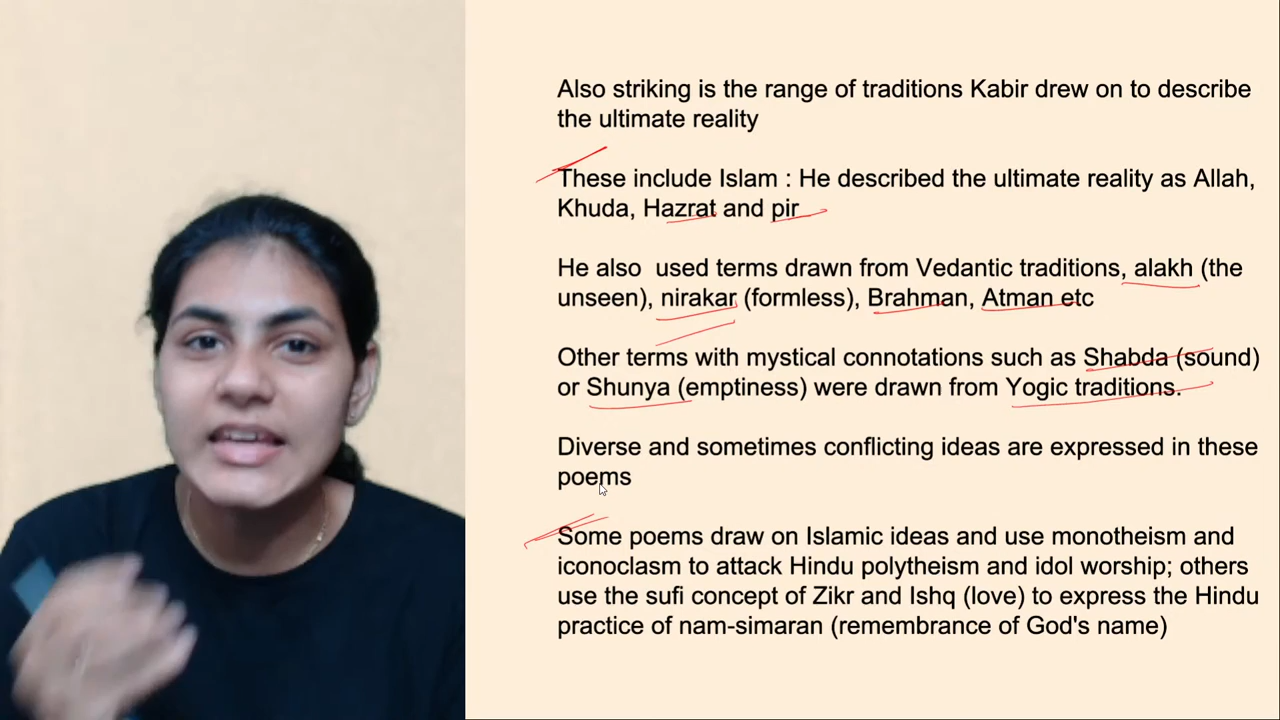 Also striking is the range of traditions Kabir drew on to describe
the ultimate reality
These include Islam : He described the ultimate reality as Allah,
Khuda, Hazrat and pir
He also  used terms drawn from Vedantic traditions, alakh (the
unseen), nirakar (formless), Brahman, Atman etc
Other terms with mystical connotations such as Shabda (sound)
or Shunya (emptiness) were drawn from Yogic traditions.
Diverse and sometimes conflicting ideas are expressed in these
poems
Some poems draw on Islamic ideas and use monotheism and
iconoclasm to attack Hindu polytheism and idol worship; others
use the sufi concept of Zikr and Ishq (love) to express the Hindu
practice of nam-simaran (remembrance of God's name)